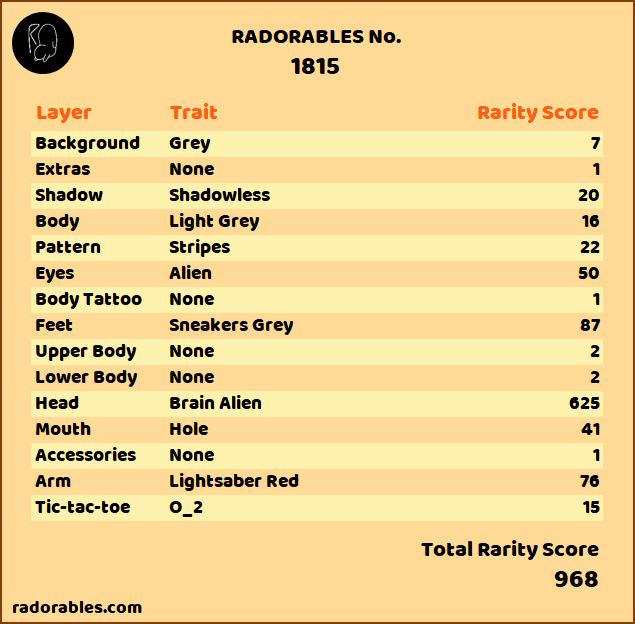 RADORABLES No.
1815
Layer Trait Rarity Score
Background Grey 7
Extras None 1
Shadow Shadowless 20
Body Light Grey 16
Pattern Stripes 22
Eyes Alien 50
Body Tattoo None 1
Feet Sneakers Grey 87
Upper Body None 2
Lower Body None 2
Head Brain Alien 625
Mouth Hole 41
Accessories None 1
Arm Lightsaber Red 76
Tic-tac-toe O_2 15
Total Rarity Score
968
radorables.com